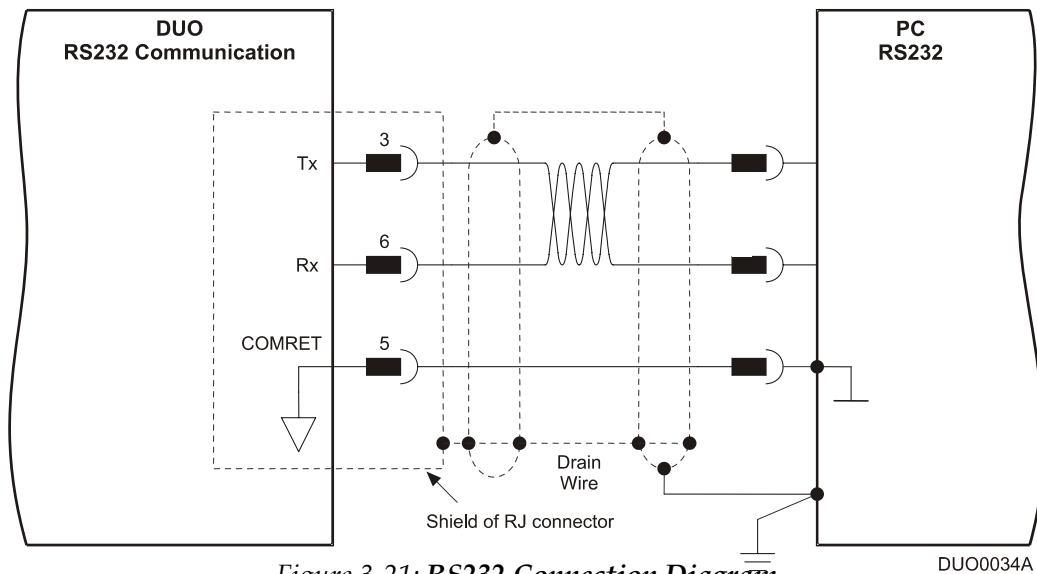 DUO
RS232 Communication
PC
RS232
3
Tx
6
Rx
5
COMRET
Drain
Wire
Shield of RJ connector
DUO0034A
Figure 3-21: RS232 Connection Diagram